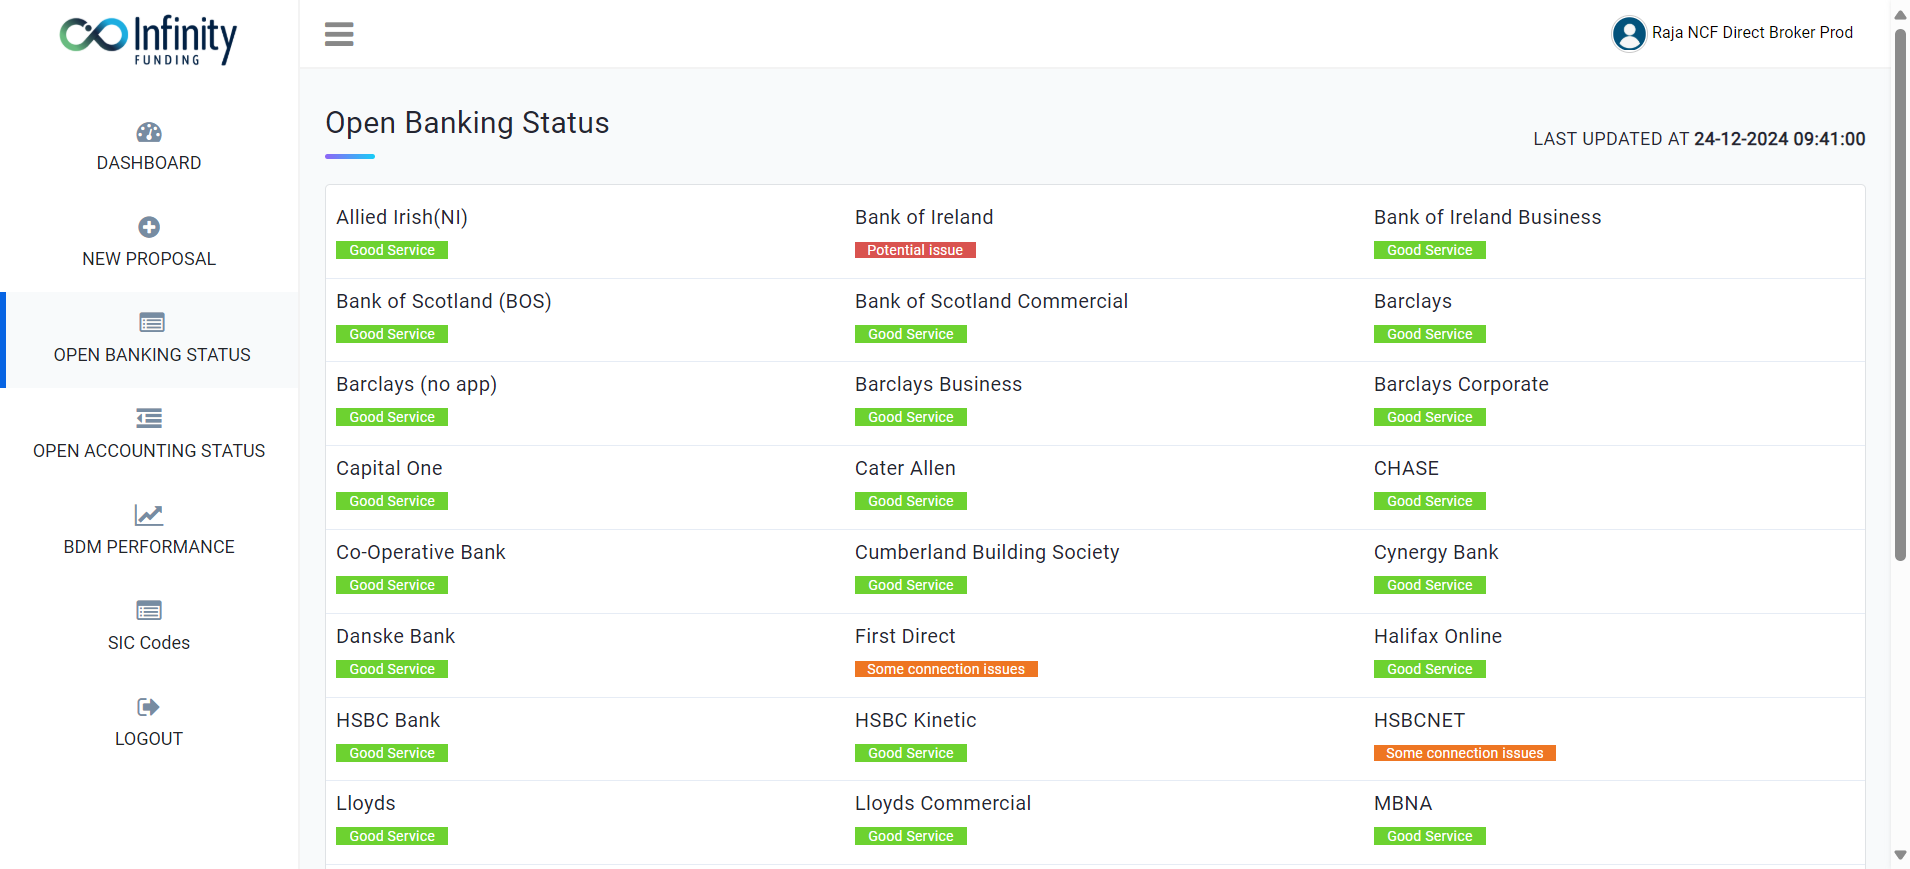 Infinity
FUNDING
Raja NCF Direct Broker Prod
DASHBOARD
NEW PROPOSAL
OPEN BANKING STATUS
OPEN ACCOUNTING STATUS
BDM PERFORMANCE
SIC Codes
LOGOUT
Open Banking Status
LAST UPDATED AT 24-12-2024 09:41:00
Allied Irish(NI)
Good Service
Bank of Ireland
Potential issue
Bank of Ireland Business
Good Service
Bank of Scotland (BOS)
Good Service
Bank of Scotland Commercial
Good Service
Barclays
Good Service
Barclays (no app)
Good Service
Barclays Business
Good Service
Barclays Corporate
Good Service
Capital One
Good Service
Cater Allen
Good Service
CHASE
Good Service
Co-Operative Bank
Good Service
Cumberland Building Society
Good Service
Cynergy Bank
Good Service
Danske Bank
Good Service
First Direct
Some connection issues
Halifax Online
Good Service
HSBC Bank
Good Service
HSBC Kinetic
Good Service
HSBCNET
Some connection issues
Lloyds
Good Service
Lloyds Commercial
Good Service
MBNA
Good Service